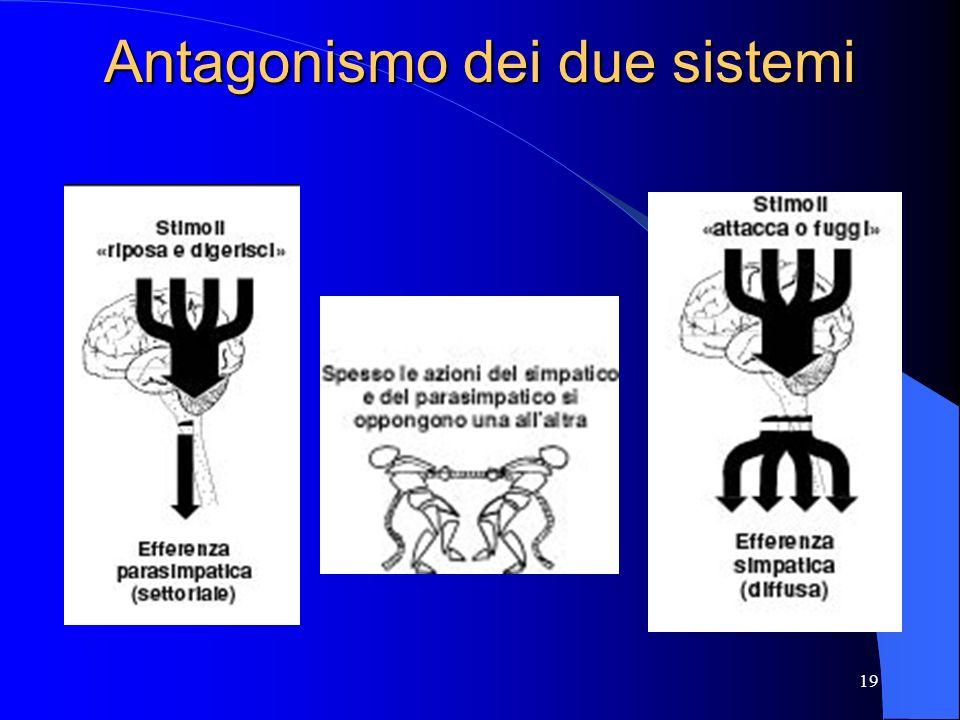 Antagonismo dei due sistemi
Stimoli
«riposa e digerisci»
Efferenza
parasimpatica
(settoriale)
Spesso le azioni del simpatico
e del parasimpatico si
oppongono una all'altra
Stimoli
«attacca o fuggi»
Efferenza
simpatica
(diffusa)
19